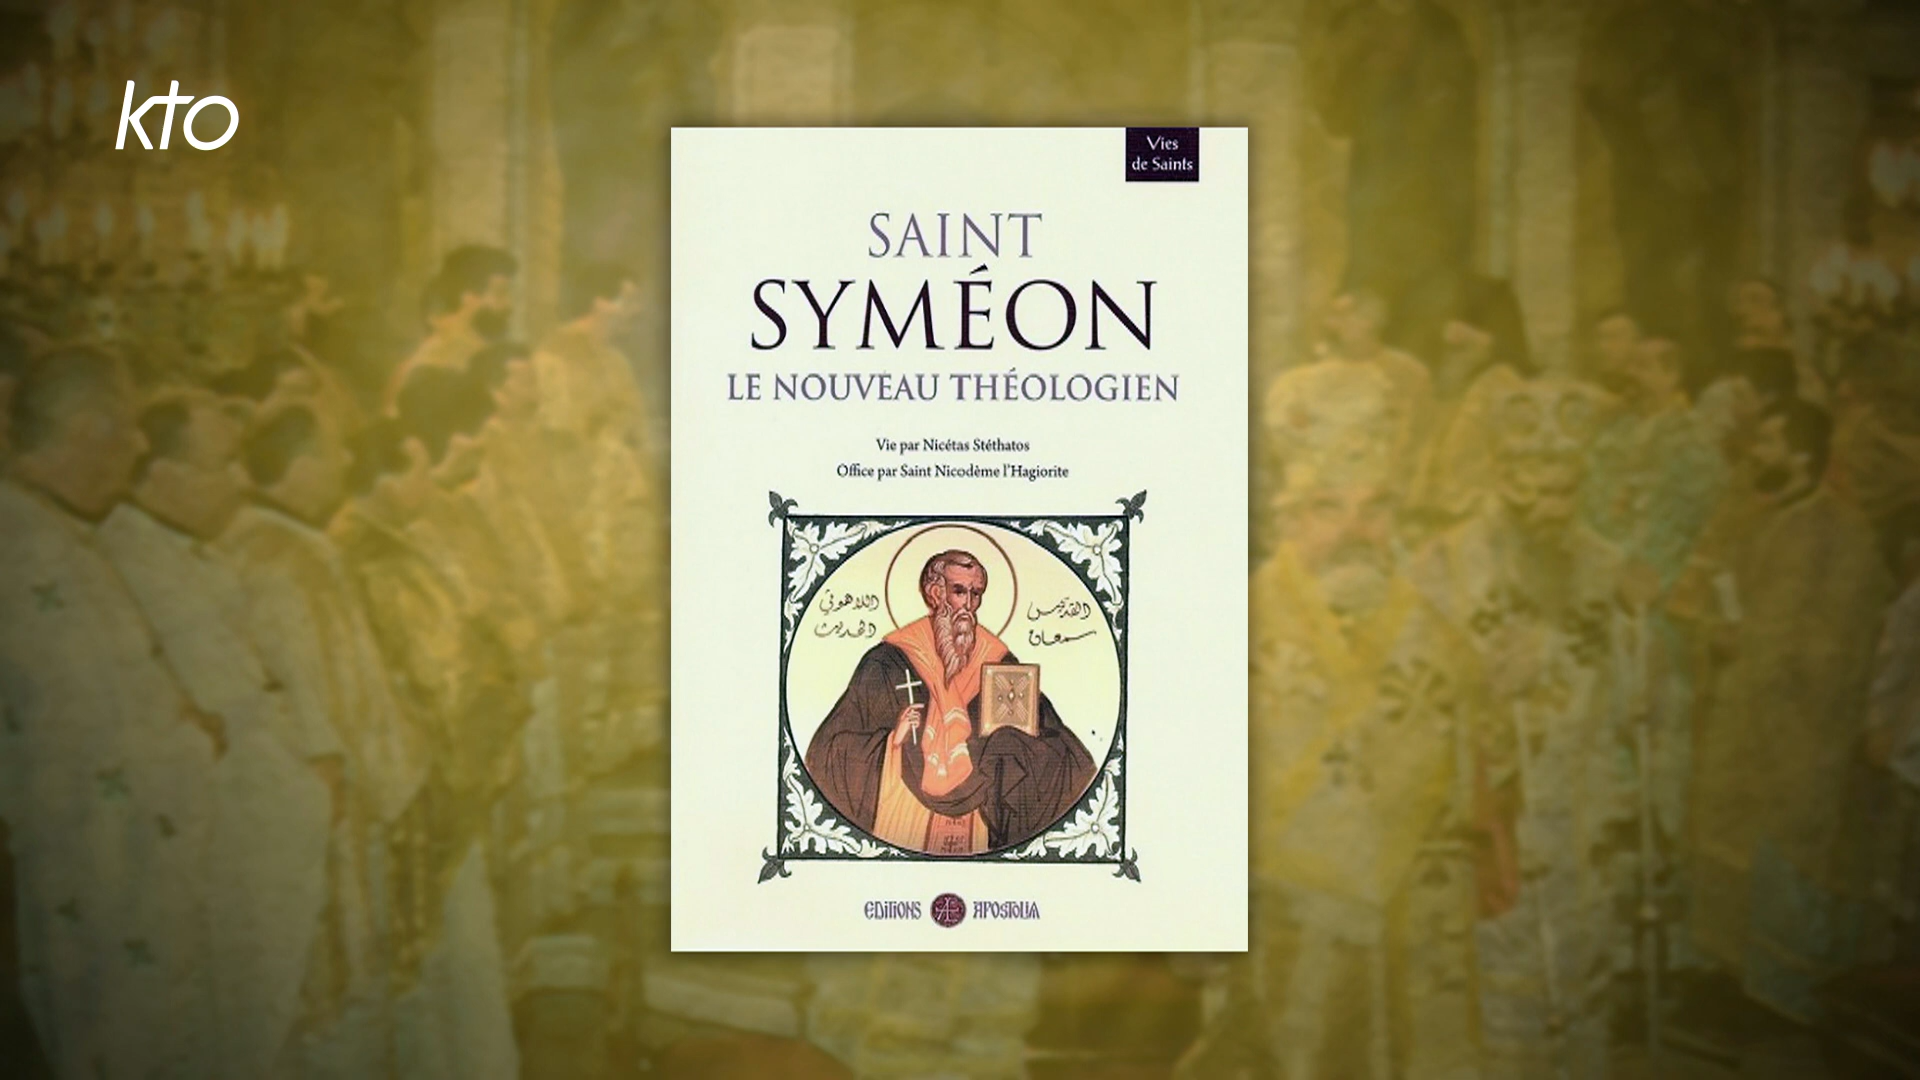 kto
Vies
de Saints
SAINT
SYMÉON
LE NOUVEAU THÉOLOGIEN
Vie par Nicétas Stéthatos
Office par Saint Nicodème l'Hagiorite
القديس
سمعان
اللاهوتي
الحديث
EDITIONS APOSTOLIA